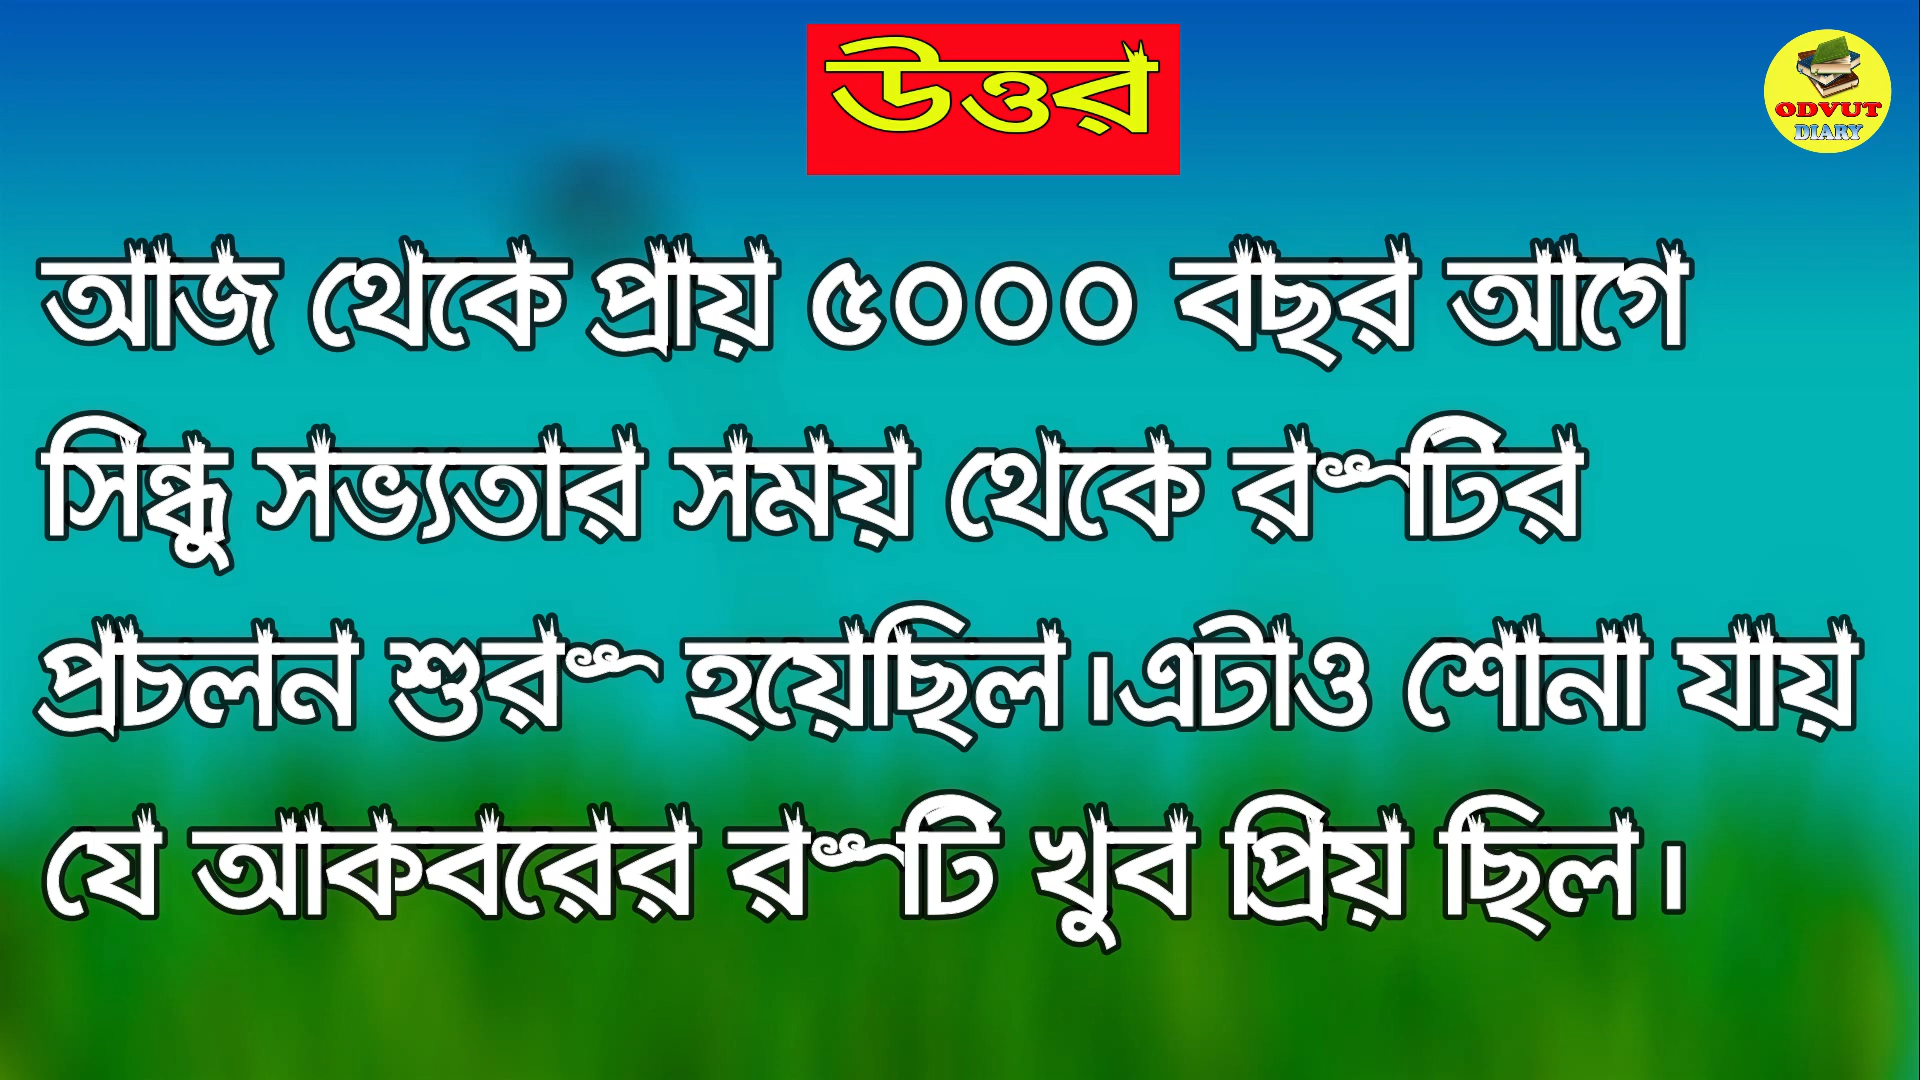 উত্তর
ODVUT
DIARY
আজ থেকে প্রায় ৫০০০ বছর আগে
সিন্ধু সভ্যতার সময় থেকে রুটির
প্রচলন শুরু হয়েছিল।এটাও শোনা যায়
যে আকবরের রুটি খুব প্রিয় ছিল।